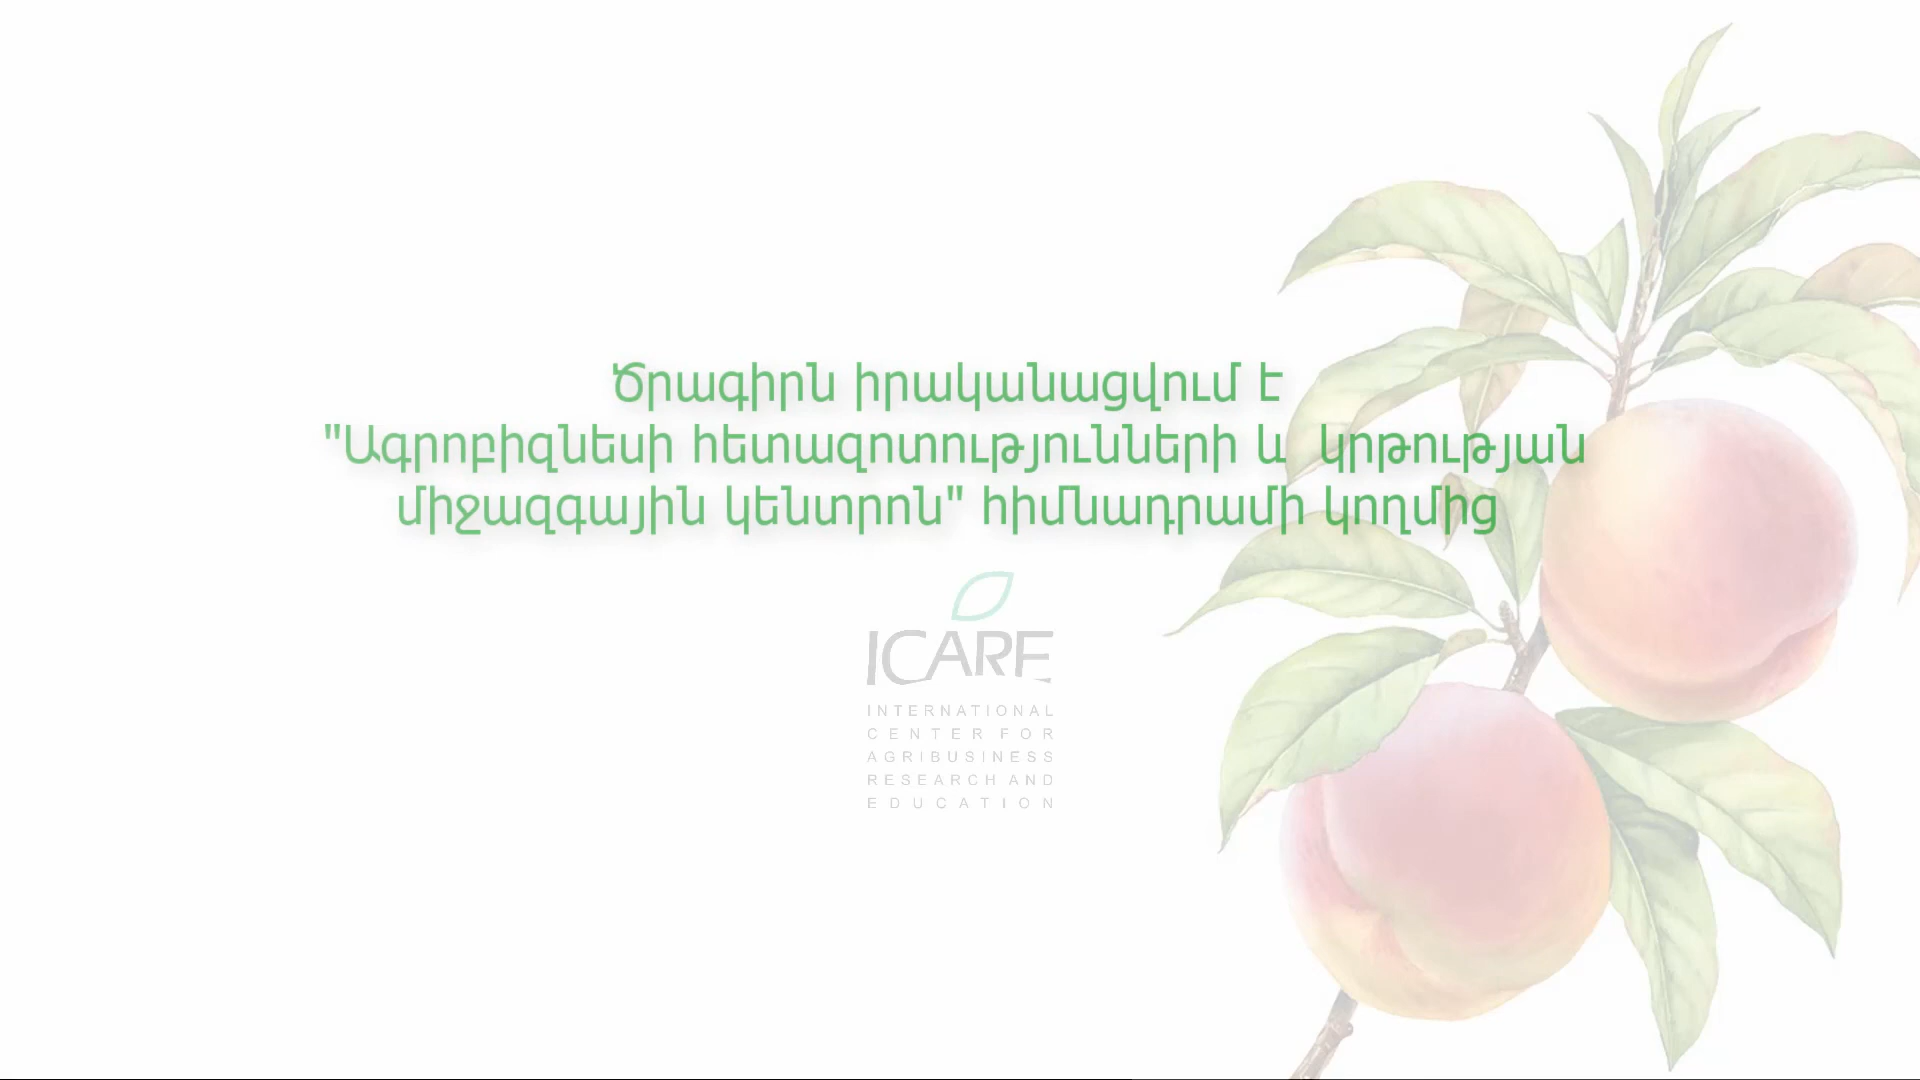 Ծրագիրն իրականացվում է
"Ագրոբիզնեսի հետազոտությունների և կրթության
միջազգային կենտրոն" հիմնադրամի կողմից
ICARE
INTERNATIONAL
CENTER FOR
AGRIBUSINESS
RESEARCH AND
EDUCATION